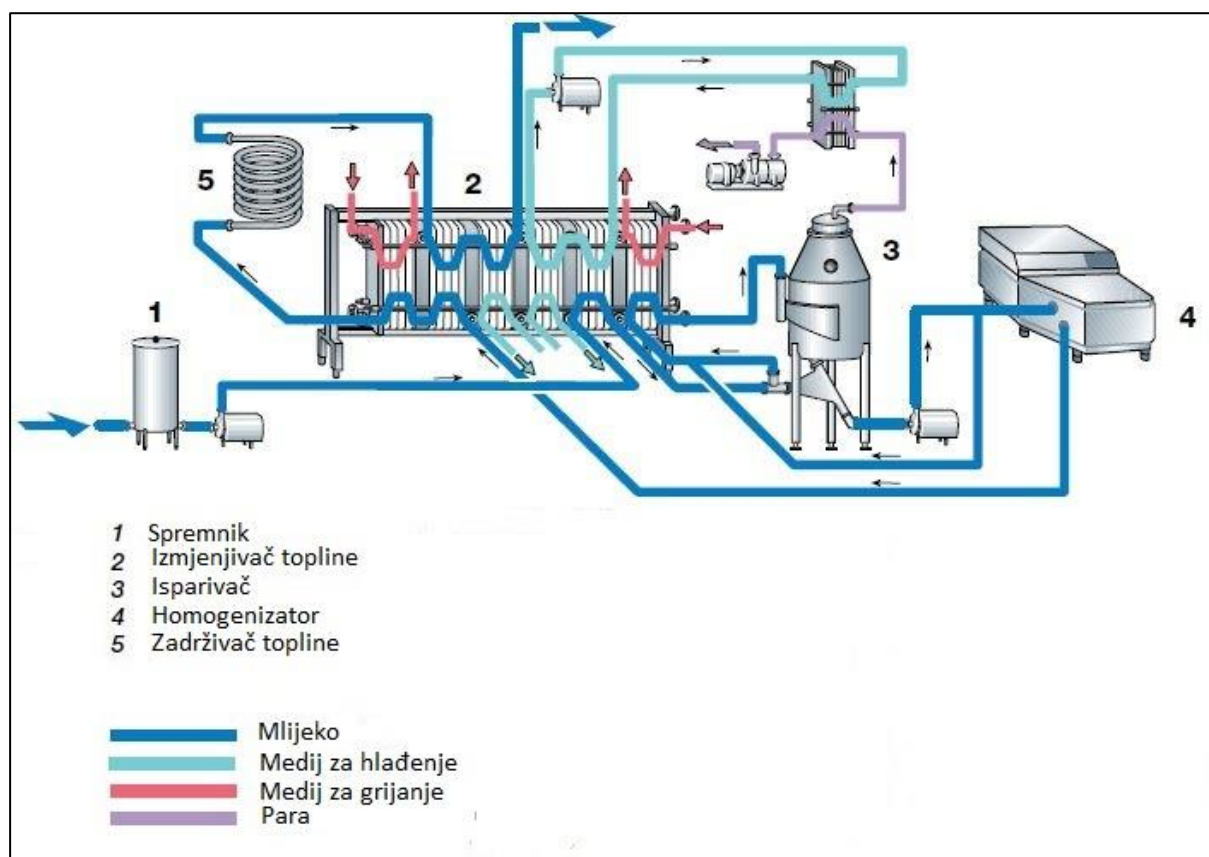 5
2
1
3
4
1 Spremnik
2 Izmjenjivač topline
3 Isparivač
4 Homogenizator
5 Zadrživač topline
Mlijeko
Medij za hlađenje
Medij za grijanje
Para